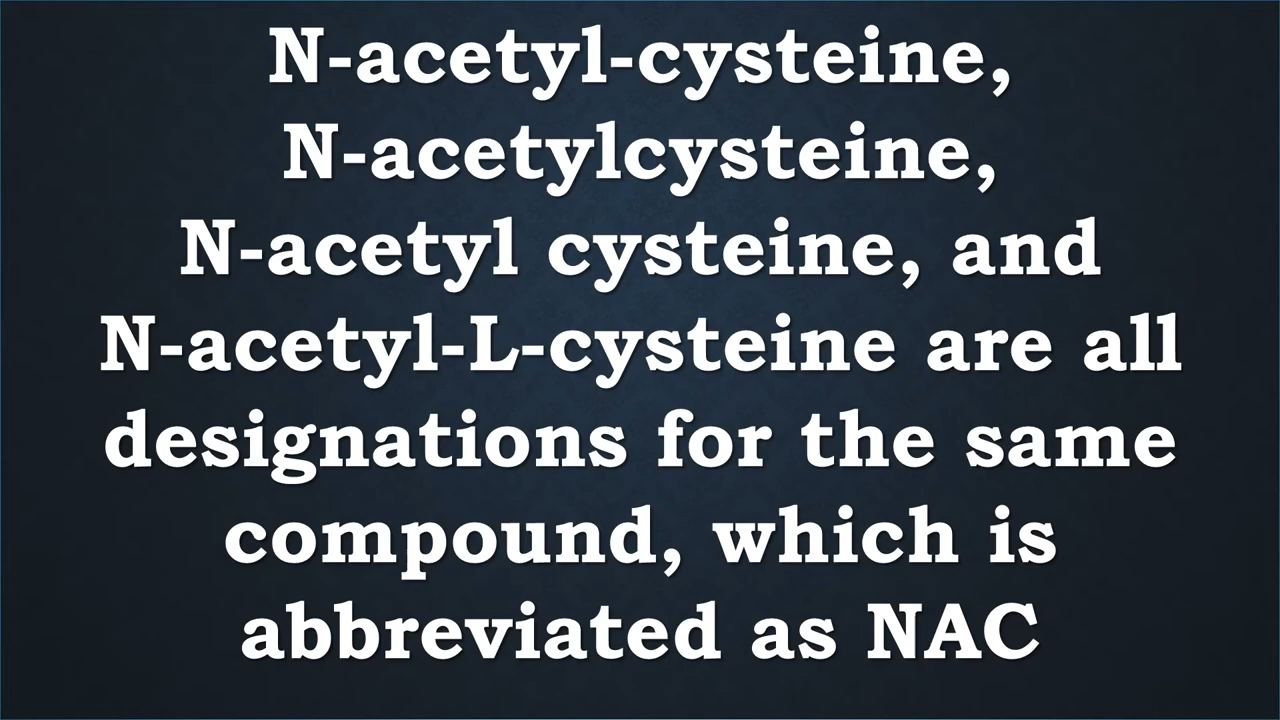 N-acetyl-cysteine,
N-acetylcysteine,
N-acetyl cysteine, and
N-acetyl-L-cysteine are all
designations for the same
compound, which is
abbreviated as NAC